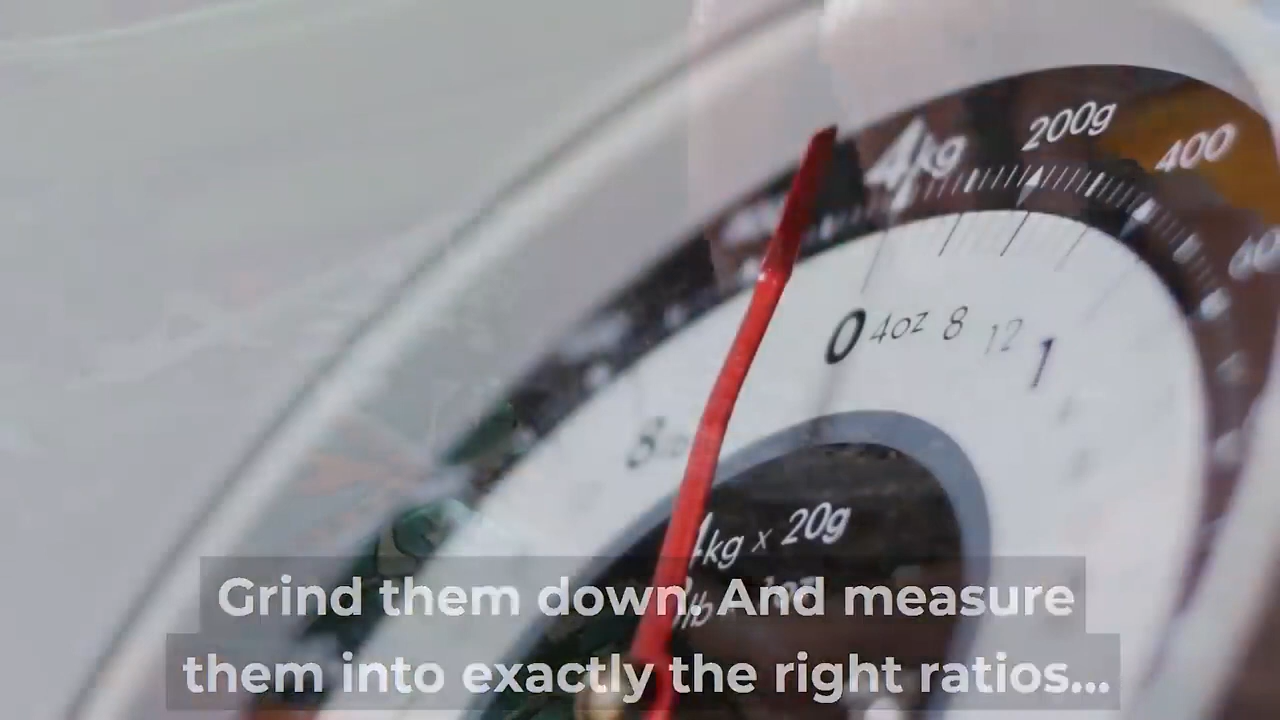 4kg 200g 400
0 4oz 8 12 1
8
4kg x 20g
Grind them down. And measure
them into exactly the right ratios...